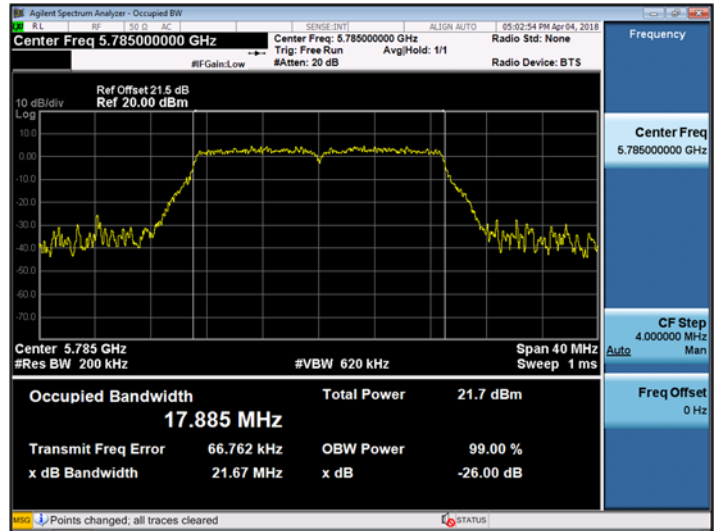 Agilent Spectrum Analyzer - Occupied BW
RL RF 50 Ω AC SENSE:INT ALIGN AUTO 05:02:54 PM Apr 04, 2018
Center Freq 5.785000000 GHz
Center Freq: 5.785000000 GHz
Radio Std: None
Trig: Free Run Avg|Hold: 1/1
#IFGain:Low
#Atten: 20 dB
Radio Device: BTS
Frequency
Ref Offset 21.5 dB
10 dB/div Ref 20.00 dBm
Log
10.0
0.00
-10.0
-20.0
-30.0
-40.0
-50.0
-60.0
-70.0
Center Freq
5.785000000 GHz
Center 5.785 GHz
Span 40 MHz
#Res BW 200 kHz
#VBW 620 kHz
Sweep 1 ms
CF Step
4.000000 MHz
Auto Man
Occupied Bandwidth
17.885 MHz
Total Power 21.7 dBm
Transmit Freq Error 66.762 kHz
OBW Power 99.00 %
x dB Bandwidth 21.67 MHz
x dB -26.00 dB
Freq Offset
0 Hz
MSG Points changed; all traces cleared
STATUS